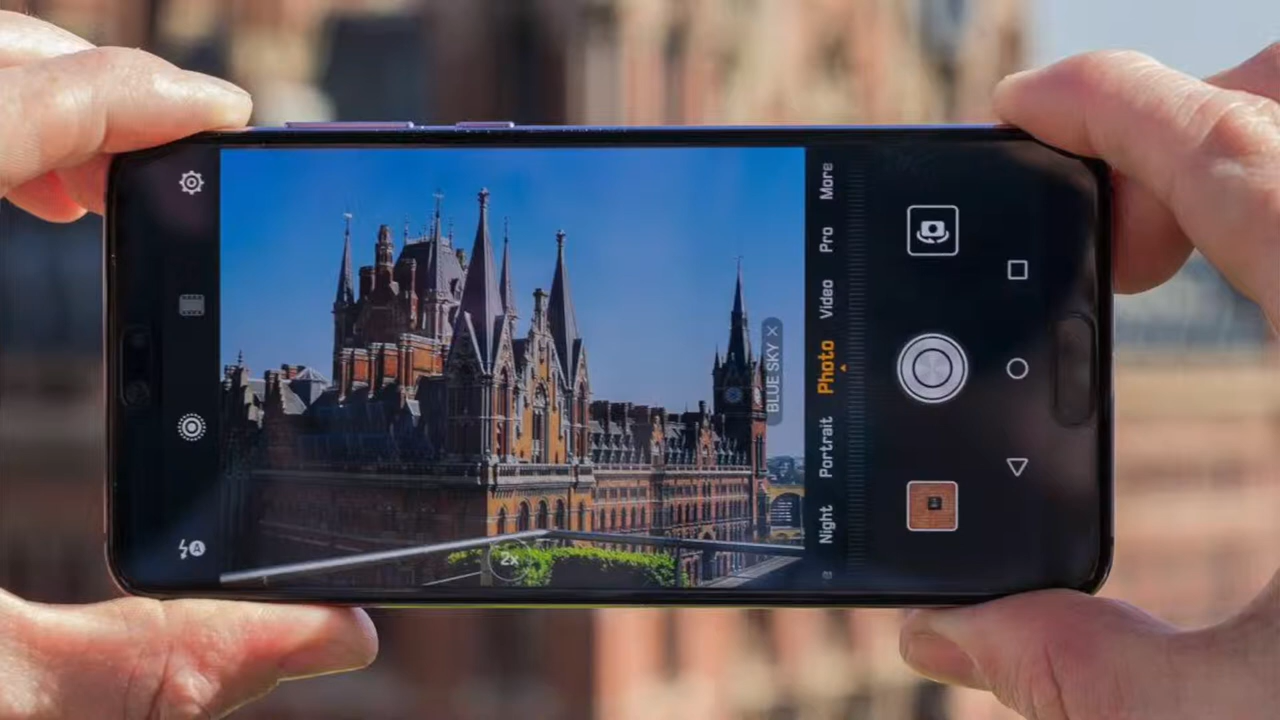 More
Pro
Video
Photo
Portrait
Night
e
BLUE SKY X
2x
A